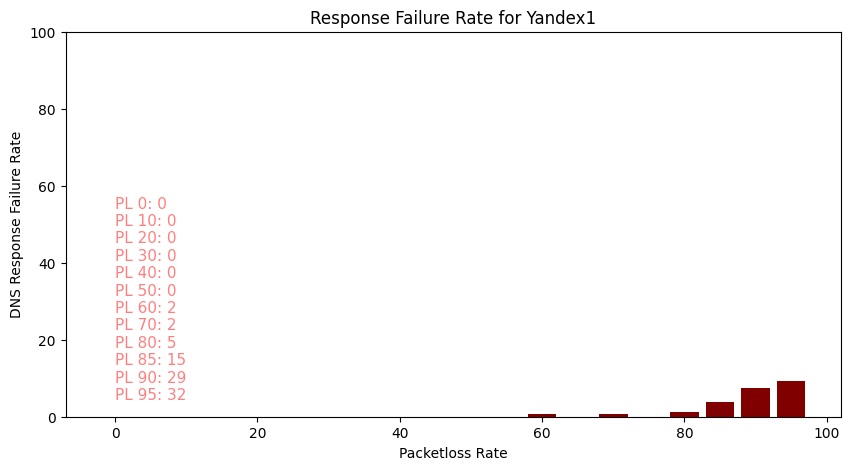 Response Failure Rate for Yandex1
100
80
60
40
20
0
DNS Response Failure Rate
PL 0: 0
PL 10: 0
PL 20: 0
PL 30: 0
PL 40: 0
PL 50: 0
PL 60: 2
PL 70: 2
PL 80: 5
PL 85: 15
PL 90: 29
PL 95: 32
0 20 40 60 80 100
Packetloss Rate